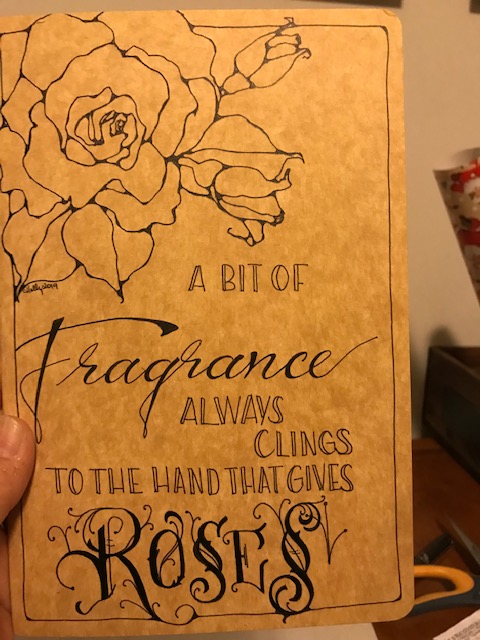 A BIT OF
Fragrance
ALWAYS
CLINGS
TO THE HAND THAT GIVES
ROSES